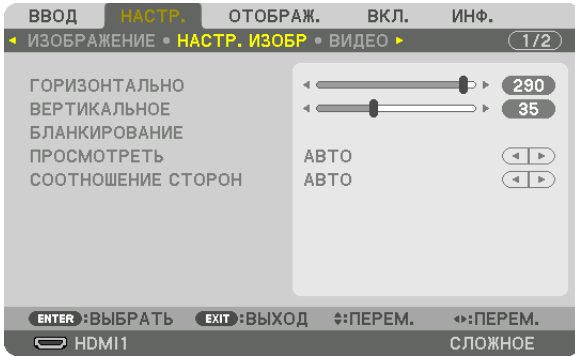 ВВОД НАСТР. ОТОБРАЖ. ВКЛ. ИНФ.
ИЗОБРАЖЕНИЕ • НАСТР. ИЗОБР • ВИДЕО 1/2
ГОРИЗОНТАЛЬНО 290
ВЕРТИКАЛЬНОЕ 35
БЛАНКИРОВАНИЕ
ПРОСМОТРЕТЬ АВТО
СООТНОШЕНИЕ СТОРОН АВТО
ENTER :ВЫБРАТЬ EXIT :ВЫХОД :ПЕРЕМ. :ПЕРЕМ.
HDMI1 СЛОЖНОЕ